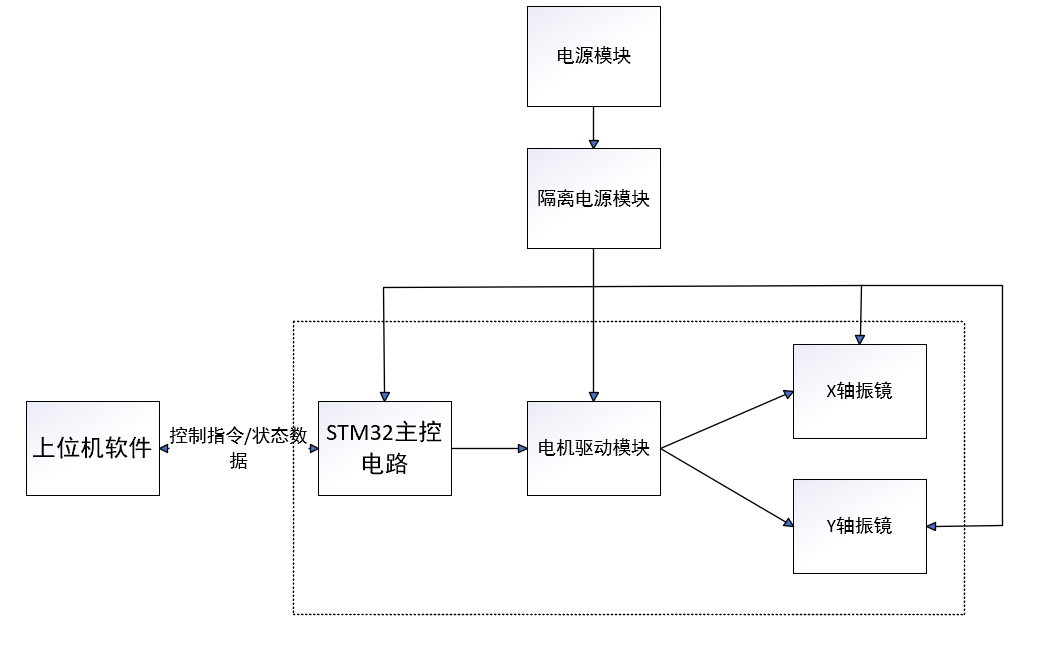 电源模块
隔离电源模块
X轴振镜
控制指令/状态数
据
上位机软件
STM32主控
电路
电机驱动模块
Y轴振镜